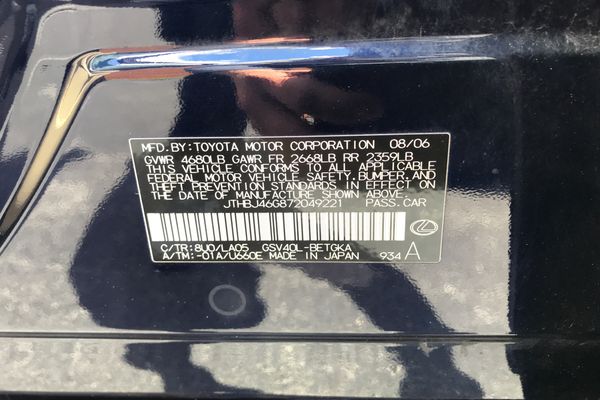 MFD. BY: TOYOTA MOTOR CORPORATION 08/06
GVWR 4680LB GAWR FR 2668LB RR 2359LB
THIS VEHICLE CONFORMS TO ALL APPLICABLE
FEDERAL MOTOR VEHICLE SAFETY, BUMPER, AND
THEFT PREVENTION STANDARDS IN EFFECT ON
THE DATE OF MANUFACTURE SHOWN ABOVE.
JTHBJ46G872049221 PASS. CAR
C/TR: 8U0/LA05 GSV40L-BETGKA
A/TM: -01A/U660E MADE IN JAPAN 934 A